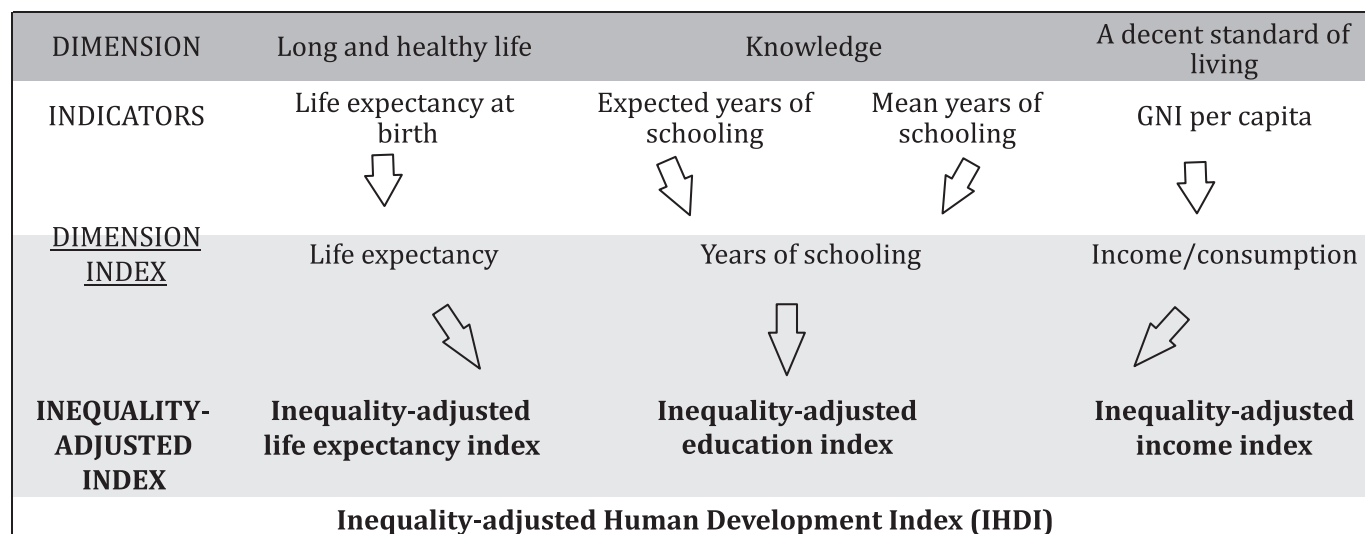 DIMENSION
Long and healthy life
Knowledge
A decent standard of
living
INDICATORS
Life expectancy at
birth
Expected years of
schooling
Mean years of
schooling
GNI per capita
DIMENSION
INDEX
Life expectancy
Years of schooling
Income/consumption
INEQUALITY-
ADJUSTED
INDEX
Inequality-adjusted
life expectancy index
Inequality-adjusted
education index
Inequality-adjusted
income index
Inequality-adjusted Human Development Index (IHDI)